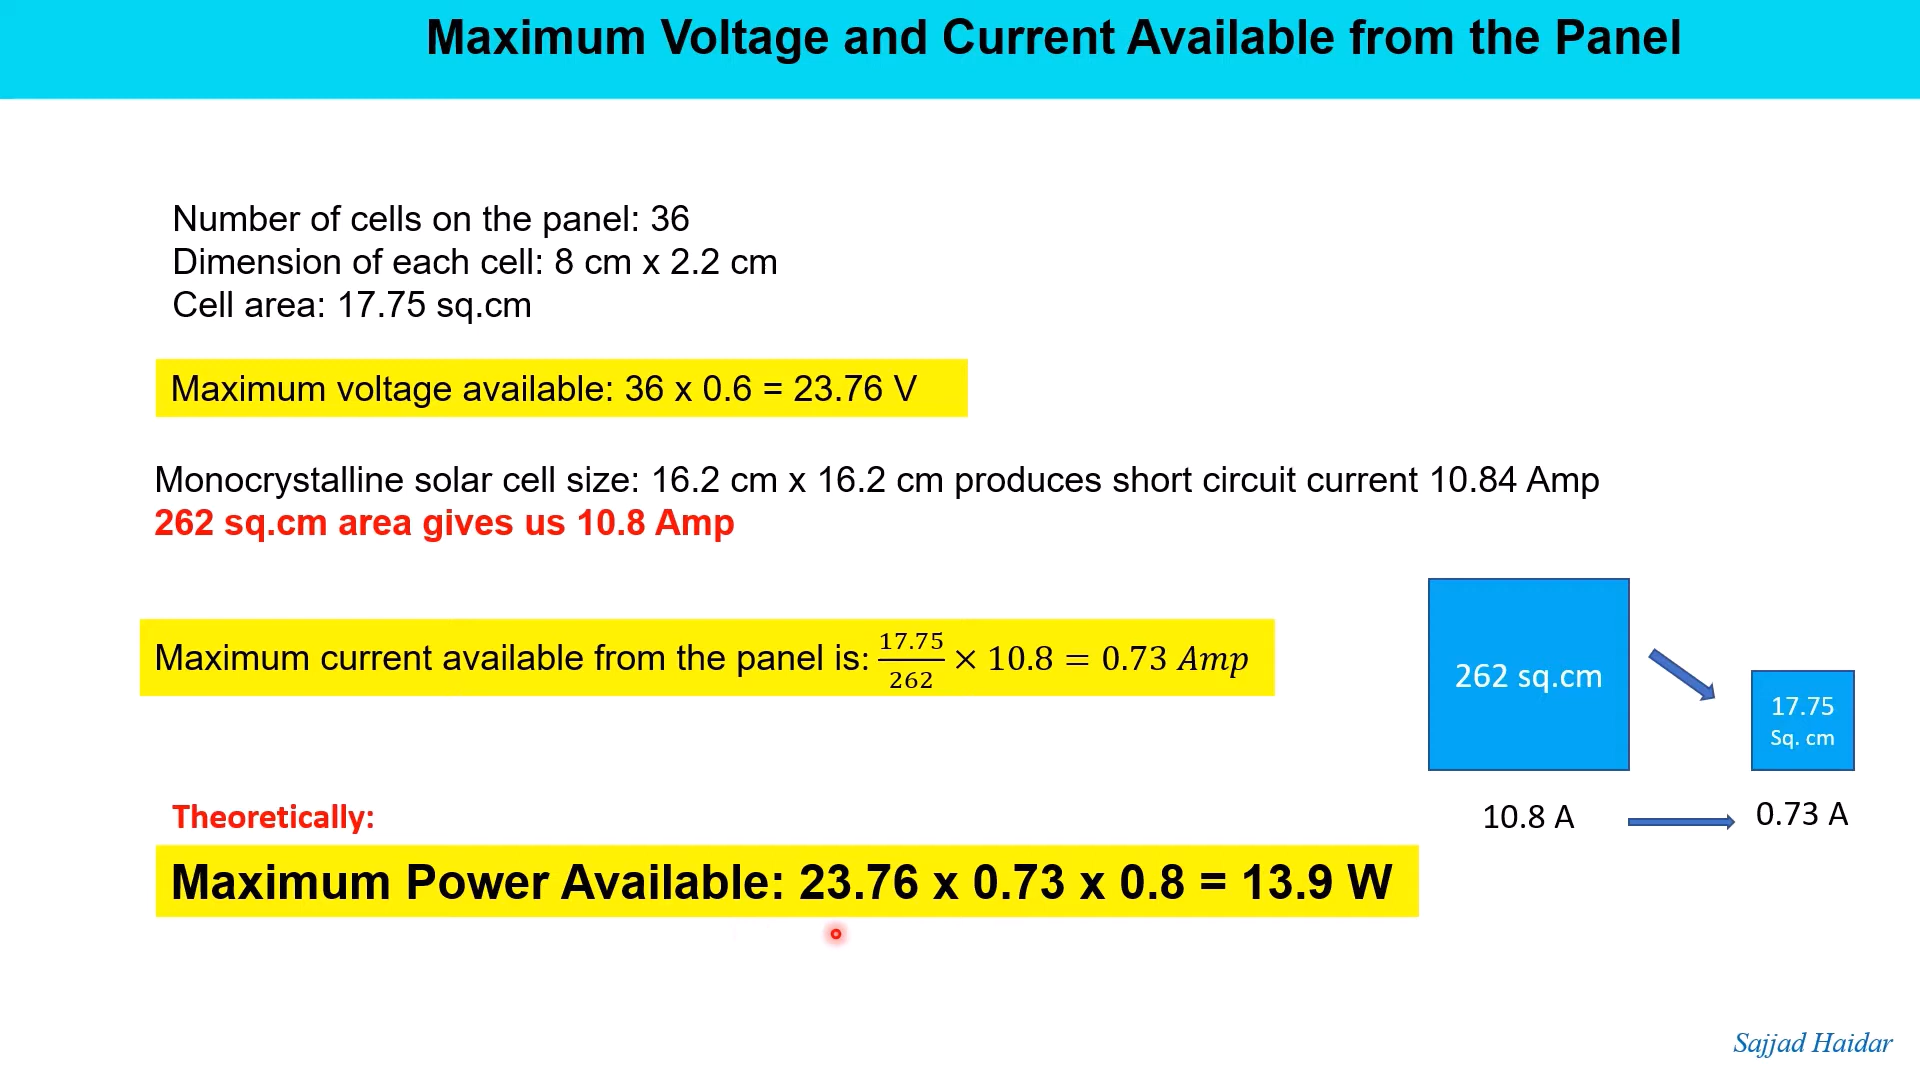 Maximum Voltage and Current Available from the Panel
Number of cells on the panel: 36
Dimension of each cell: 8 cm x 2.2 cm
Cell area: 17.75 sq.cm
Maximum voltage available: 36 x 0.6 = 23.76 V
Monocrystalline solar cell size: 16.2 cm x 16.2 cm produces short circuit current 10.84 Amp
262 sq.cm area gives us 10.8 Amp
Maximum current available from the panel is: 17.75/262 × 10.8 = 0.73 Amp
262 sq.cm
17.75
Sq. cm
10.8 A
0.73 A
Theoretically:
Maximum Power Available: 23.76 x 0.73 x 0.8 = 13.9 W
Sajjad Haidar